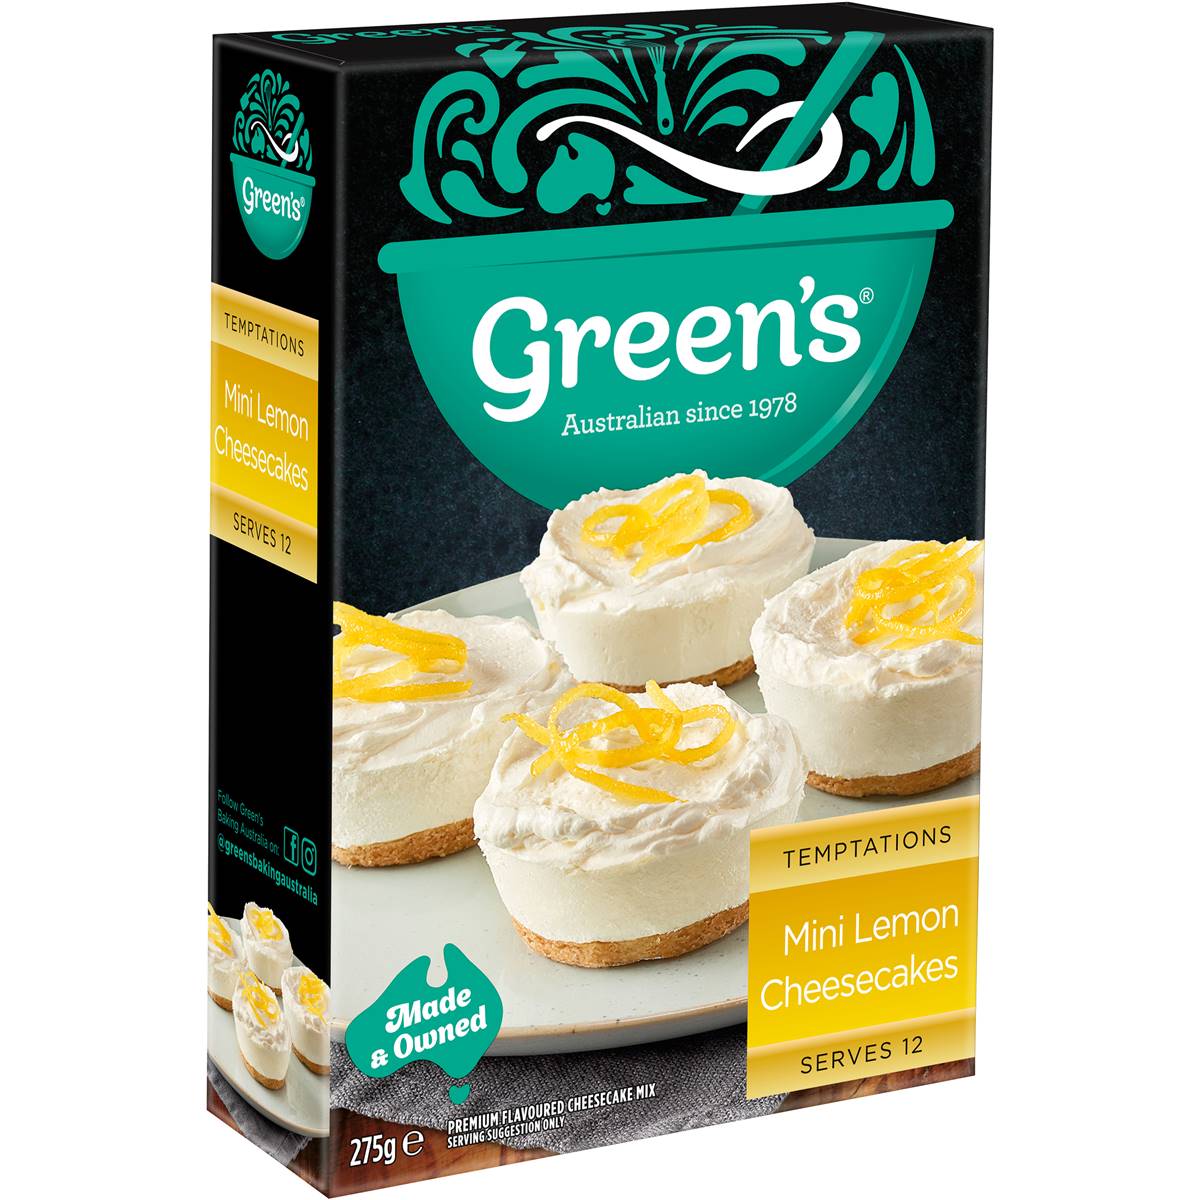 Green's
Green's®
TEMPTATIONS
Mini Lemon
Cheesecakes
SERVES 12
Follow Green's
Baking Australia on:
@greensbakingaustralia
Green's®
Australian since 1978
TEMPTATIONS
Mini Lemon
Cheesecakes
SERVES 12
Made
& Owned
275g ℮
PREMIUM FLAVOURED CHEESECAKE MIX
SERVING SUGGESTION ONLY